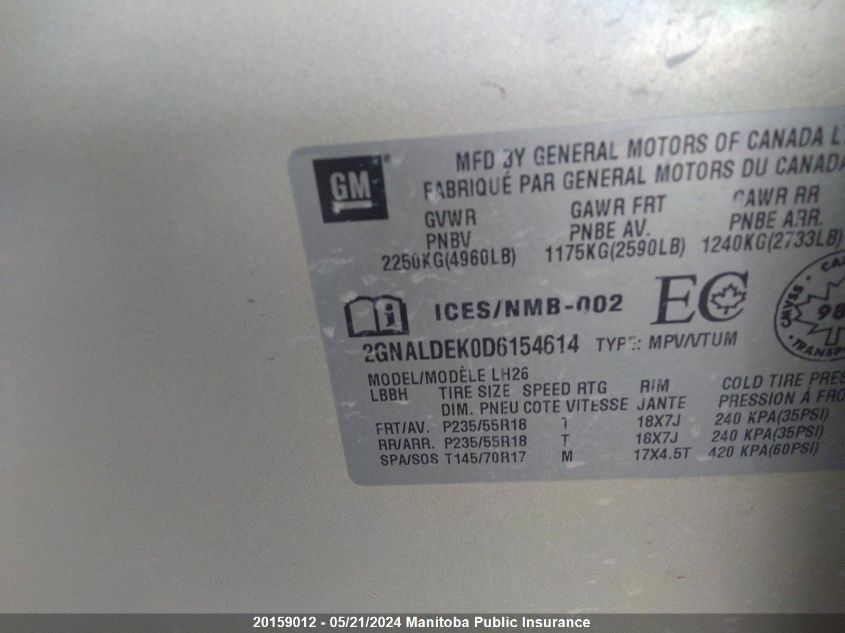 GM
MFD BY GENERAL MOTORS OF CANADA
FABRIQUÉ PAR GENERAL MOTORS DU CANADA
GVWR GAWR FRT GAWR RR
PNBV PNBE AV. PNBE ARR.
2250KG(4960LB) 1175KG(2590LB) 1240KG(2733LB)
ICES/NMB-002 EC
CMVSS
TRANSP
98
2GNALDEK0D6154614 TYPE: MPV/VTUM
MODEL/MODÈLE LH26
LBBH TIRE SIZE SPEED RTG RIM COLD TIRE
DIM. PNEU COTE VITESSE JANTE PRESSION À
FRT/AV. P235/55R18 T 18X7J 240 KPA(35PSI)
RR/ARR. P235/55R18 T 18X7J 240 KPA(35PSI)
SPA/SOS T145/70R17 M 17X4.5T 420 KPA(60PSI)
20159012 - 05/21/2024 Manitoba Public Insurance